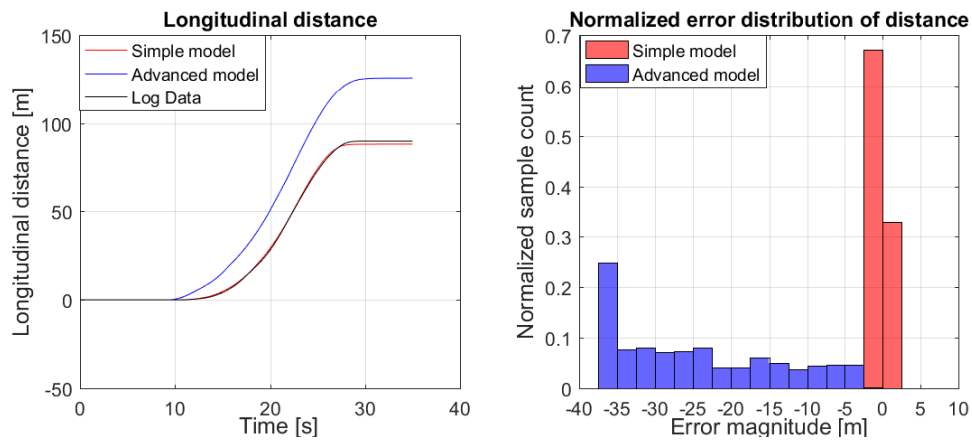 Longitudinal distance
Longitudinal distance [m]
150
100
50
0
-50
Simple model
Advanced model
Log Data
0 10 20 30 40
Time [s]
Normalized error distribution of distance
Normalized sample count
0.7
0.6
0.5
0.4
0.3
0.2
0.1
0
Simple model
Advanced model
-40 -35 -30 -25 -20 -15 -10 -5 0 5 10
Error magnitude [m]